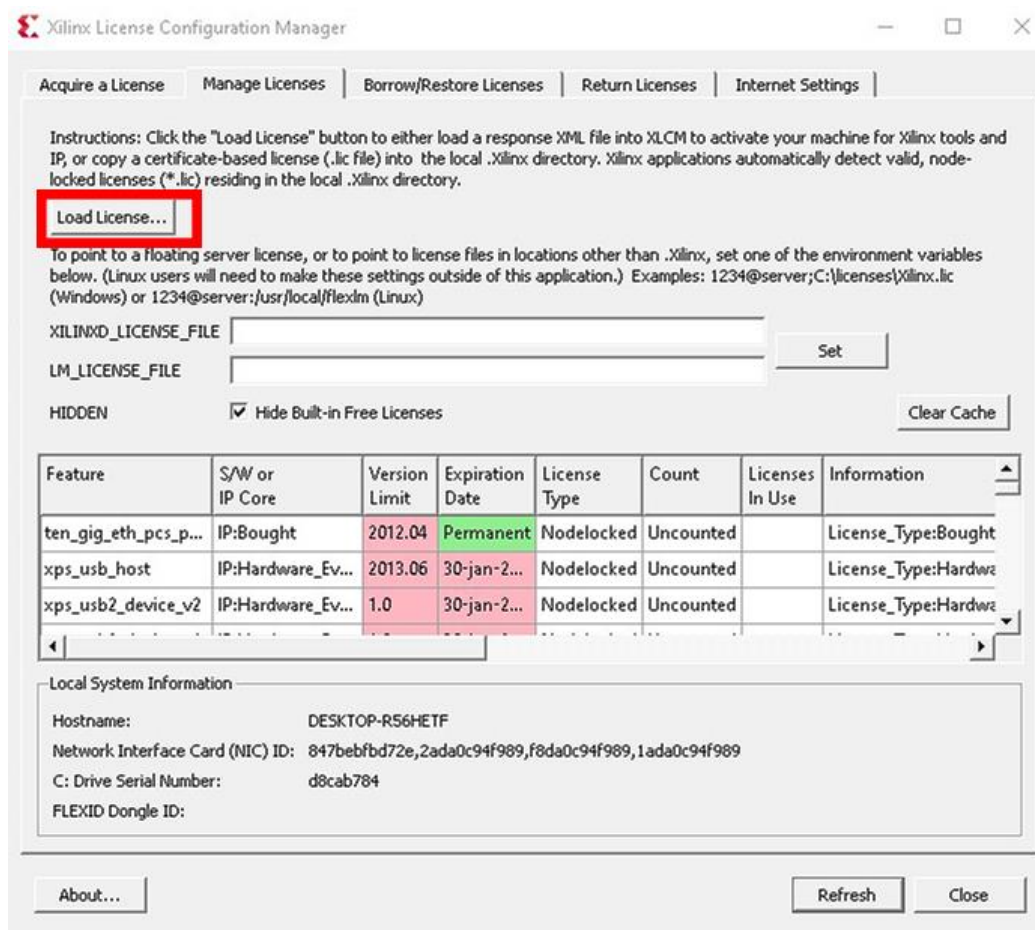 Xilinx License Configuration Manager
Acquire a License Manage Licenses Borrow/Restore Licenses Return Licenses Internet Settings
Instructions: Click the "Load License" button to either load a response XML file into XLCM to activate your machine for Xilinx tools and
IP, or copy a certificate-based license (.lic file) into the local .Xilinx directory. Xilinx applications automatically detect valid, node-
locked licenses (*.lic) residing in the local .Xilinx directory.
Load License...
To point to a floating server license, or to point to license files in locations other than .Xilinx, set one of the environment variables
below. (Linux users will need to make these settings outside of this application.) Examples: 1234@server;C:\licenses\Xilinx.lic
(Windows) or 1234@server:/usr/local/flexlm (Linux)
XILINXD_LICENSE_FILE
Set
LM_LICENSE_FILE
HIDDEN Hide Built-in Free Licenses Clear Cache
Feature S/W or Version Expiration License Count Licenses Information
IP Core Limit Date Type In Use
ten_gig_eth_pcs_p... IP:Bought 2012.04 Permanent Nodelocked Uncounted License_Type:Bought
xps_usb_host IP:Hardware_Ev... 2013.06 30-jan-2... Nodelocked Uncounted License_Type:Hardwa
xps_usb2_device_v2 IP:Hardware_Ev... 1.0 30-jan-2... Nodelocked Uncounted License_Type:Hardwa
Local System Information
Hostname: DESKTOP-R56HETF
Network Interface Card (NIC) ID: 847bebfbd72e,2ada0c94f989,f8da0c94f989,1ada0c94f989
C: Drive Serial Number: d8cab784
FLEXID Dongle ID:
About... Refresh Close